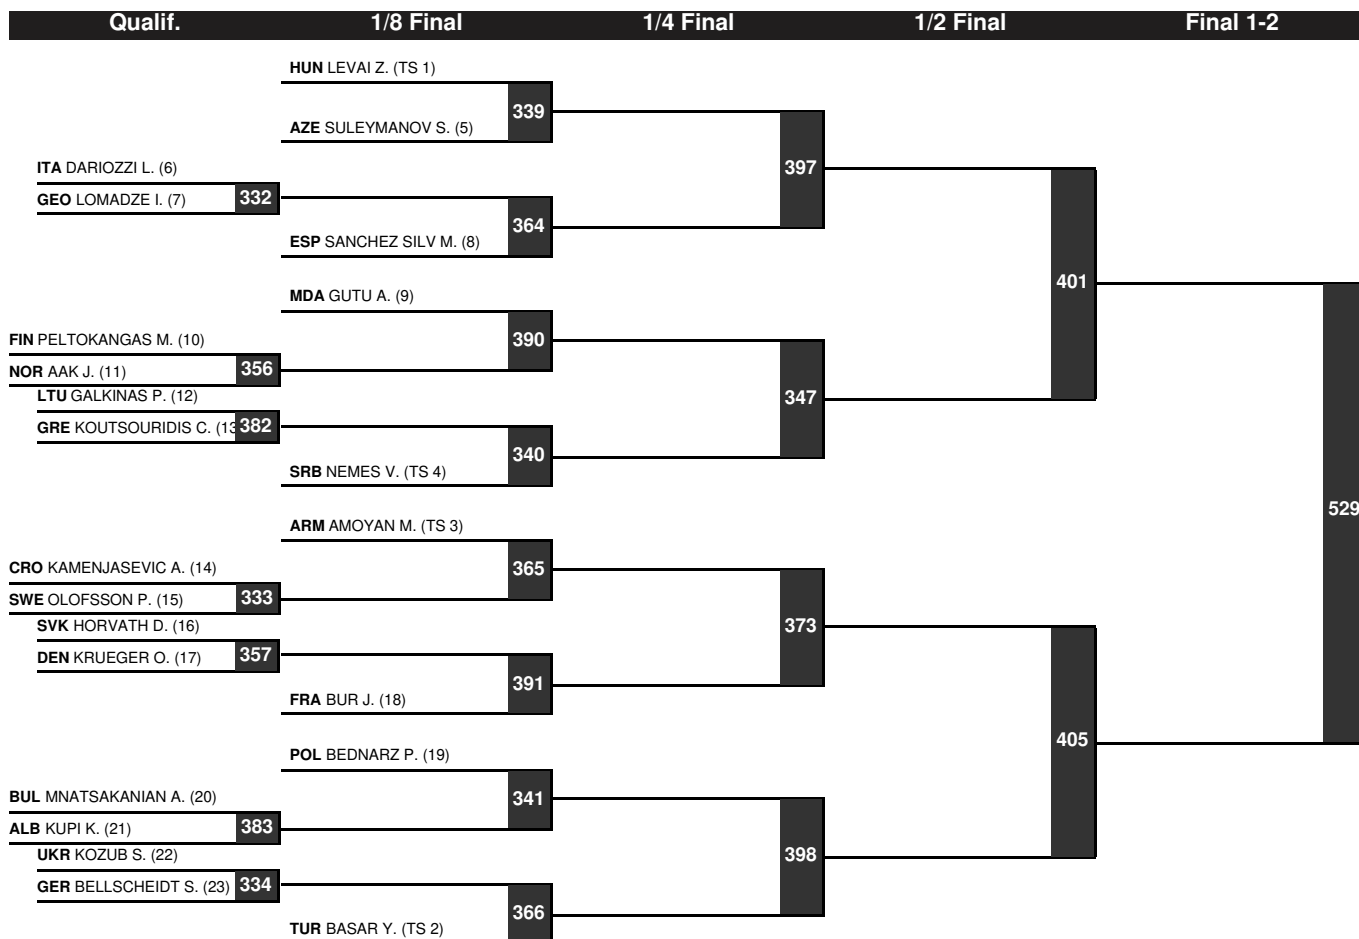 Qualif. 1/8 Final 1/4 Final 1/2 Final Final 1-2
HUN LEVAI Z. (TS 1)
339
AZE SULEYMANOV S. (5)
ITA DARIOZZI L. (6)
397
GEO LOMADZE I. (7) 332
364
ESP SANCHEZ SILV M. (8)
401
MDA GUTU A. (9)
FIN PELTOKANGAS M. (10)
390
NOR AAK J. (11) 356
LTU GALKINAS P. (12)
347
GRE KOUTSOURIDIS C. (13 382
340
SRB NEMES V. (TS 4)
529
ARM AMOYAN M. (TS 3)
CRO KAMENJASEVIC A. (14)
365
SWE OLOFSSON P. (15) 333
SVK HORVATH D. (16)
373
DEN KRUEGER O. (17) 357
391
FRA BUR J. (18)
405
POL BEDNARZ P. (19)
BUL MNATSAKANIAN A. (20)
341
ALB KUPI K. (21) 383
UKR KOZUB S. (22)
398
GER BELLSCHEIDT S. (23) 334
366
TUR BASAR Y. (TS 2)